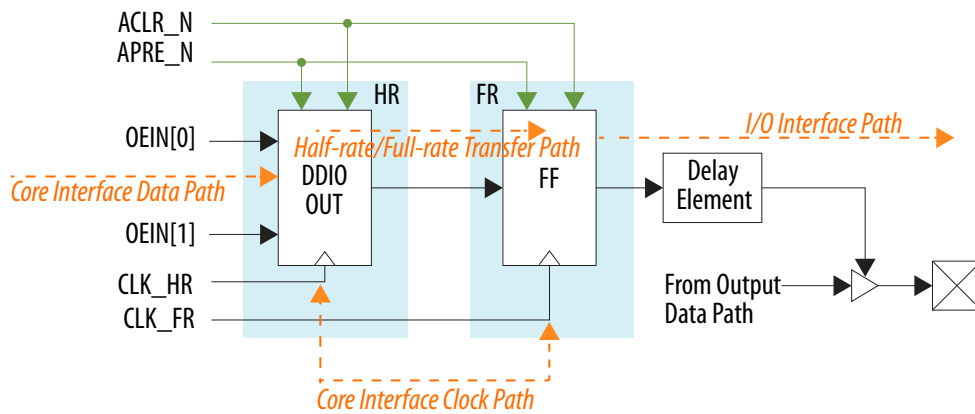 ACLR_N
APRE_N
HR
FR
I/O Interface Path
OEIN[0]
Half-rate/Full-rate Transfer Path
DDIO
OUT
FF
Core Interface Data Path
Delay
Element
OEIN[1]
CLK_HR
CLK_FR
From Output
Data Path
Core Interface Clock Path